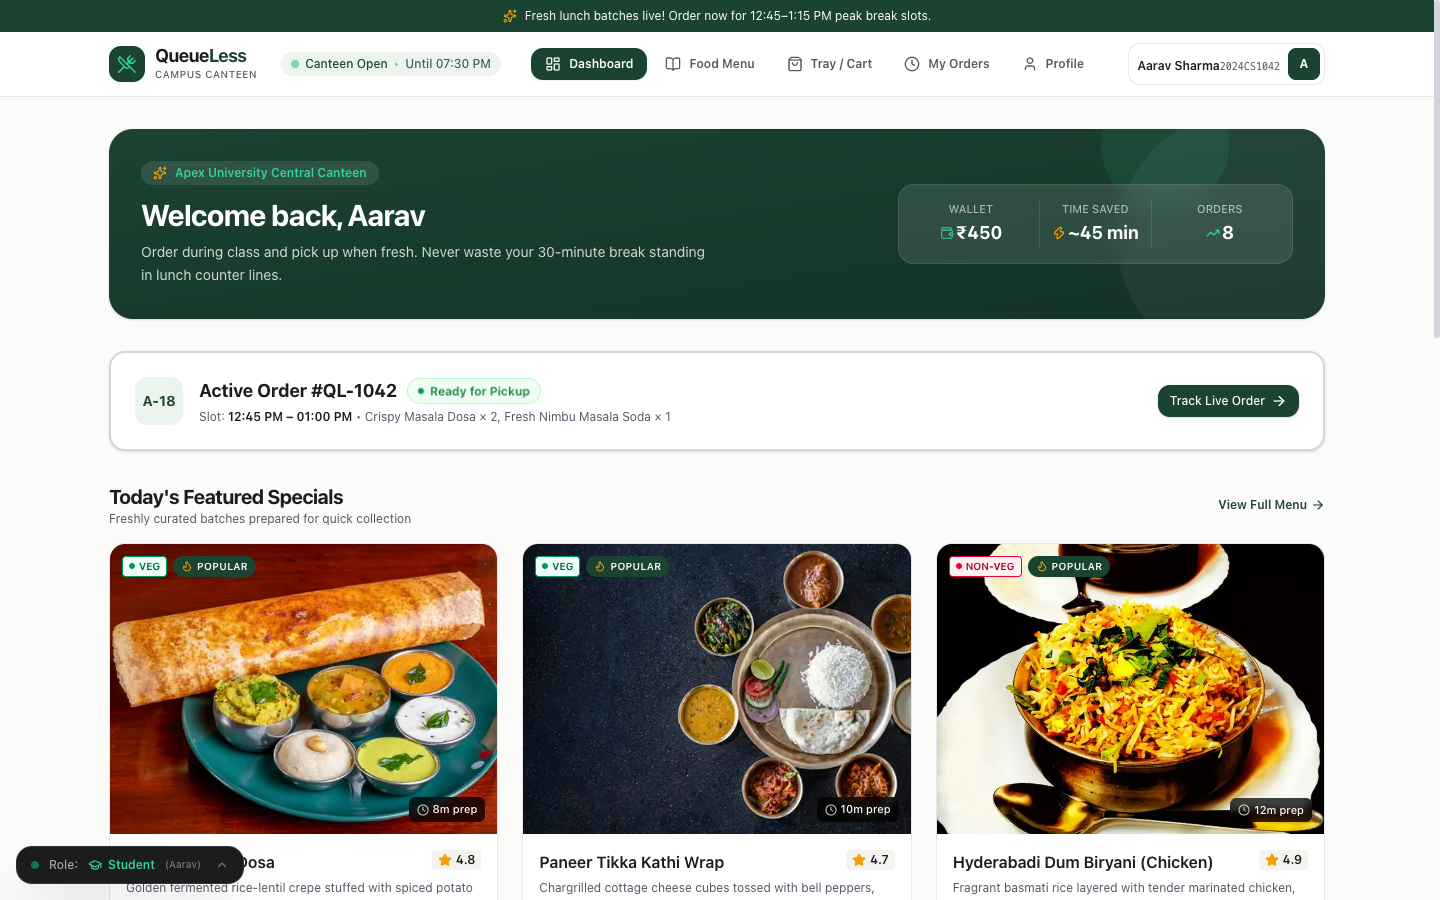 Fresh lunch batches live! Order now for 12:45–1:15 PM peak break slots.
QueueLess
CAMPUS CANTEEN
Canteen Open • Until 07:30 PM
Dashboard
Food Menu
Tray / Cart
My Orders
Profile
Aarav Sharma 2024CS1042
A
Apex University Central Canteen
Welcome back, Aarav
Order during class and pick up when fresh. Never waste your 30-minute break standing
in lunch counter lines.
WALLET
₹450
TIME SAVED
~45 min
ORDERS
8
A-18
Active Order #QL-1042
Ready for Pickup
Slot: 12:45 PM – 01:00 PM • Crispy Masala Dosa × 2, Fresh Nimbu Masala Soda × 1
Track Live Order
Today's Featured Specials
Freshly curated batches prepared for quick collection
View Full Menu
VEG
POPULAR
8m prep
VEG
POPULAR
10m prep
NON-VEG
POPULAR
12m prep
Dosa
4.8
Golden fermented rice-lentil crepe stuffed with spiced potato
Paneer Tikka Kathi Wrap
4.7
Chargrilled cottage cheese cubes tossed with bell peppers,
Hyderabadi Dum Biryani (Chicken)
4.9
Fragrant basmati rice layered with tender marinated chicken,
Role: Student (Aarav)